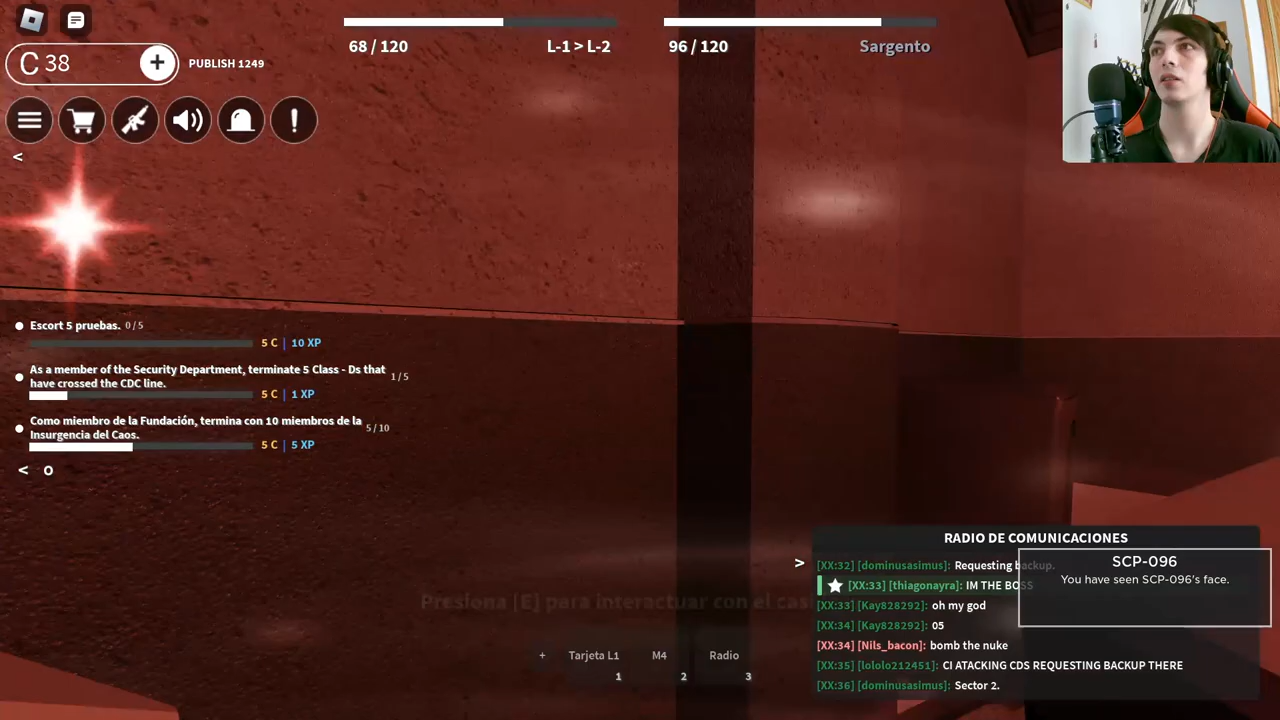 68 / 120
L-1 > L-2
96 / 120
Sargento
C 38
+
PUBLISH 1249
!
<
Escort 5 pruebas. 0 / 5
5 C | 10 XP
As a member of the Security Department, terminate 5 Class - Ds that
have crossed the CDC line.
1 / 5
5 C | 1 XP
Como miembro de la Fundación, termina con 10 miembros de la
Insurgencia del Caos.
5 / 10
5 C | 5 XP
< O
Presiona [E] para interactuar con el
+ Tarjeta L1 M4 Radio
1 2 3
RADIO DE COMUNICACIONES
>
[XX:32] [dominusasimus]: Requesting backup.
[XX:33] [thiagonayra]: IM THE BOSS
[XX:33] [Kay828292]: oh my god
[XX:34] [Kay828292]: 05
[XX:34] [Nils_bacon]: bomb the nuke
[XX:35] [lololo212451]: CI ATACKING CDS REQUESTING BACKUP THERE
[XX:36] [dominusasimus]: Sector 2.
SCP-096
You have seen SCP-096's face.